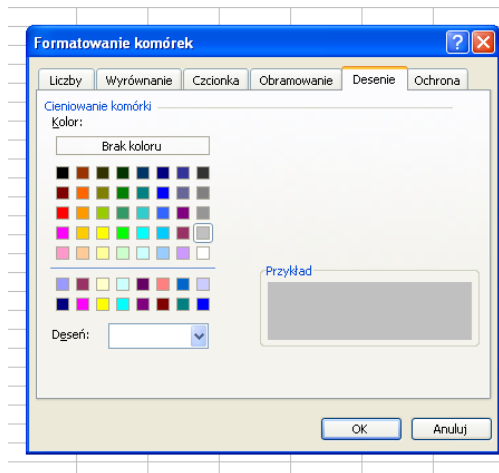 Formatowanie komórek
Liczby Wyrównanie Czcionka Obramowanie Desenie Ochrona
Cieniowanie komórki
Kolor:
Brak koloru
Przykład
Deseń:
OK Anuluj